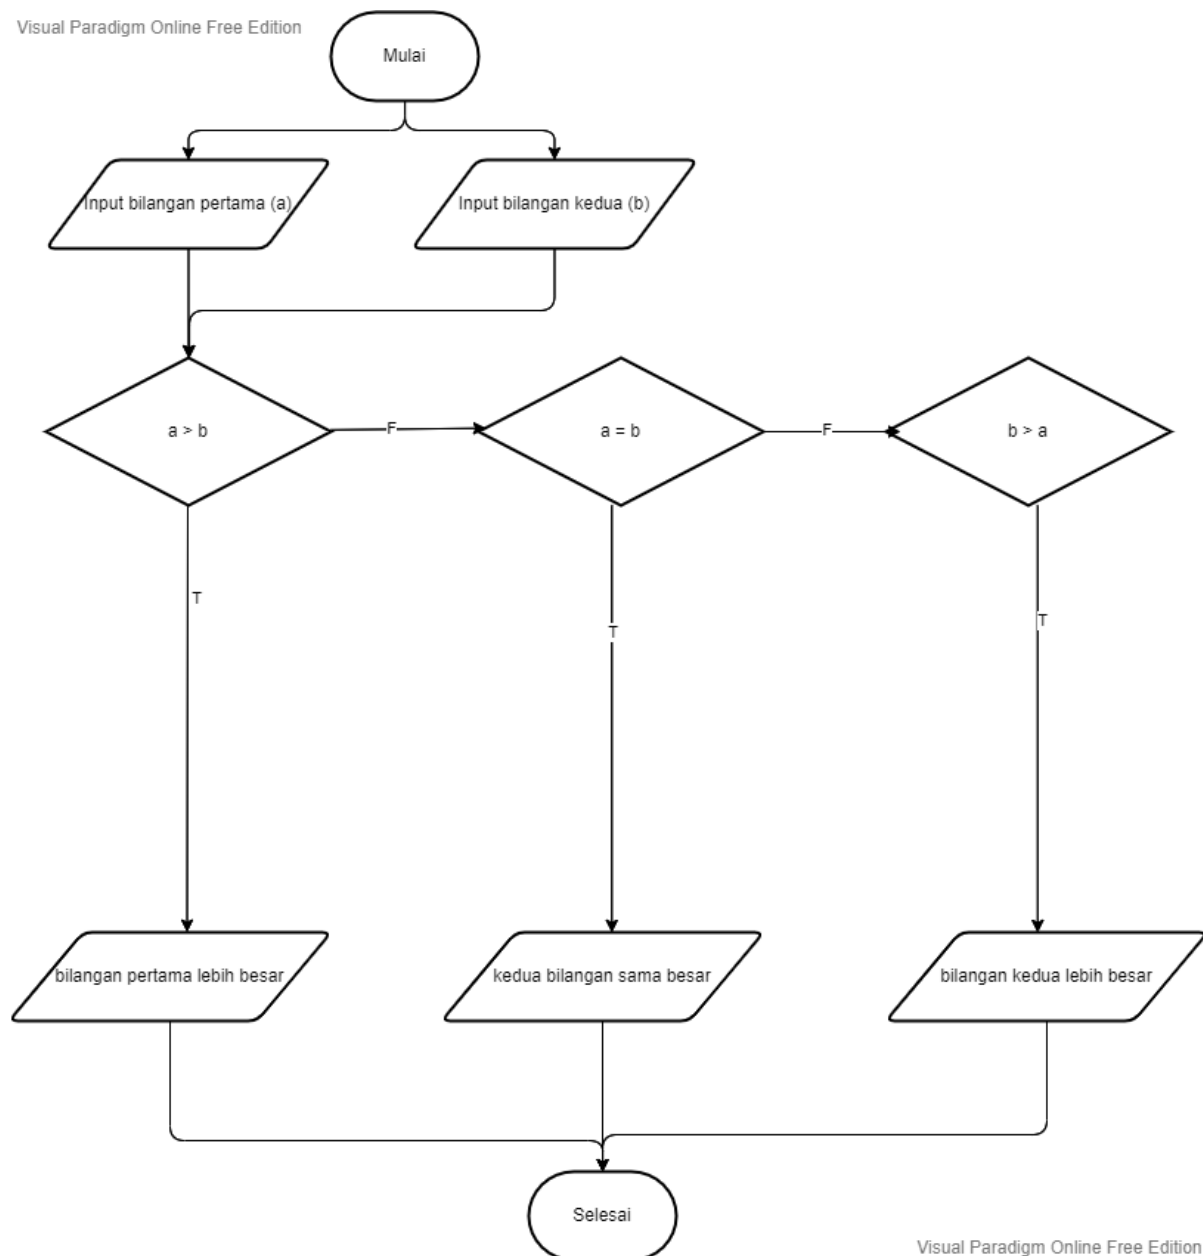 Visual Paradigm Online Free Edition
Mulai
Input bilangan pertama (a)
Input bilangan kedua (b)
a > b
F
a = b
F
b > a
T
T
T
bilangan pertama lebih besar
kedua bilangan sama besar
bilangan kedua lebih besar
Selesai
Visual Paradigm Online Free Edition